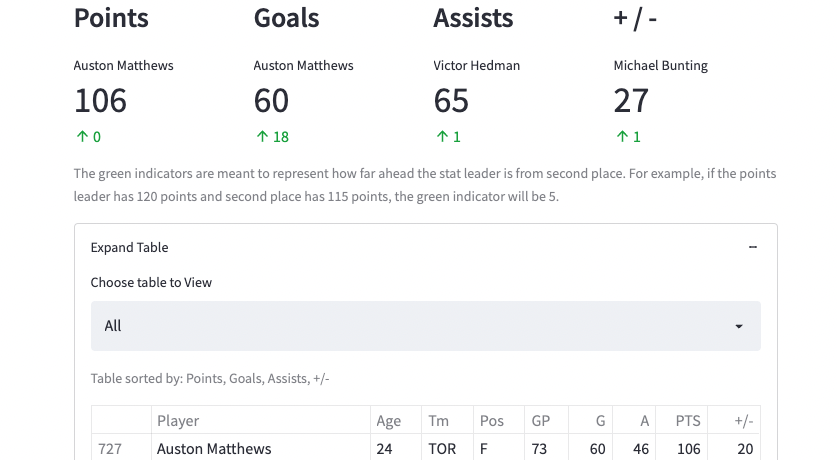 Points Goals Assists + / -
Auston Matthews Auston Matthews Victor Hedman Michael Bunting
106 60 65 27
↑ 0 ↑ 18 ↑ 1 ↑ 1
The green indicators are meant to represent how far ahead the stat leader is from second place. For example, if the points
leader has 120 points and second place has 115 points, the green indicator will be 5.
Expand Table
Choose table to View
All
Table sorted by: Points, Goals, Assists, +/-
Player Age Tm Pos GP G A PTS +/-
727 Auston Matthews 24 TOR F 73 60 46 106 20